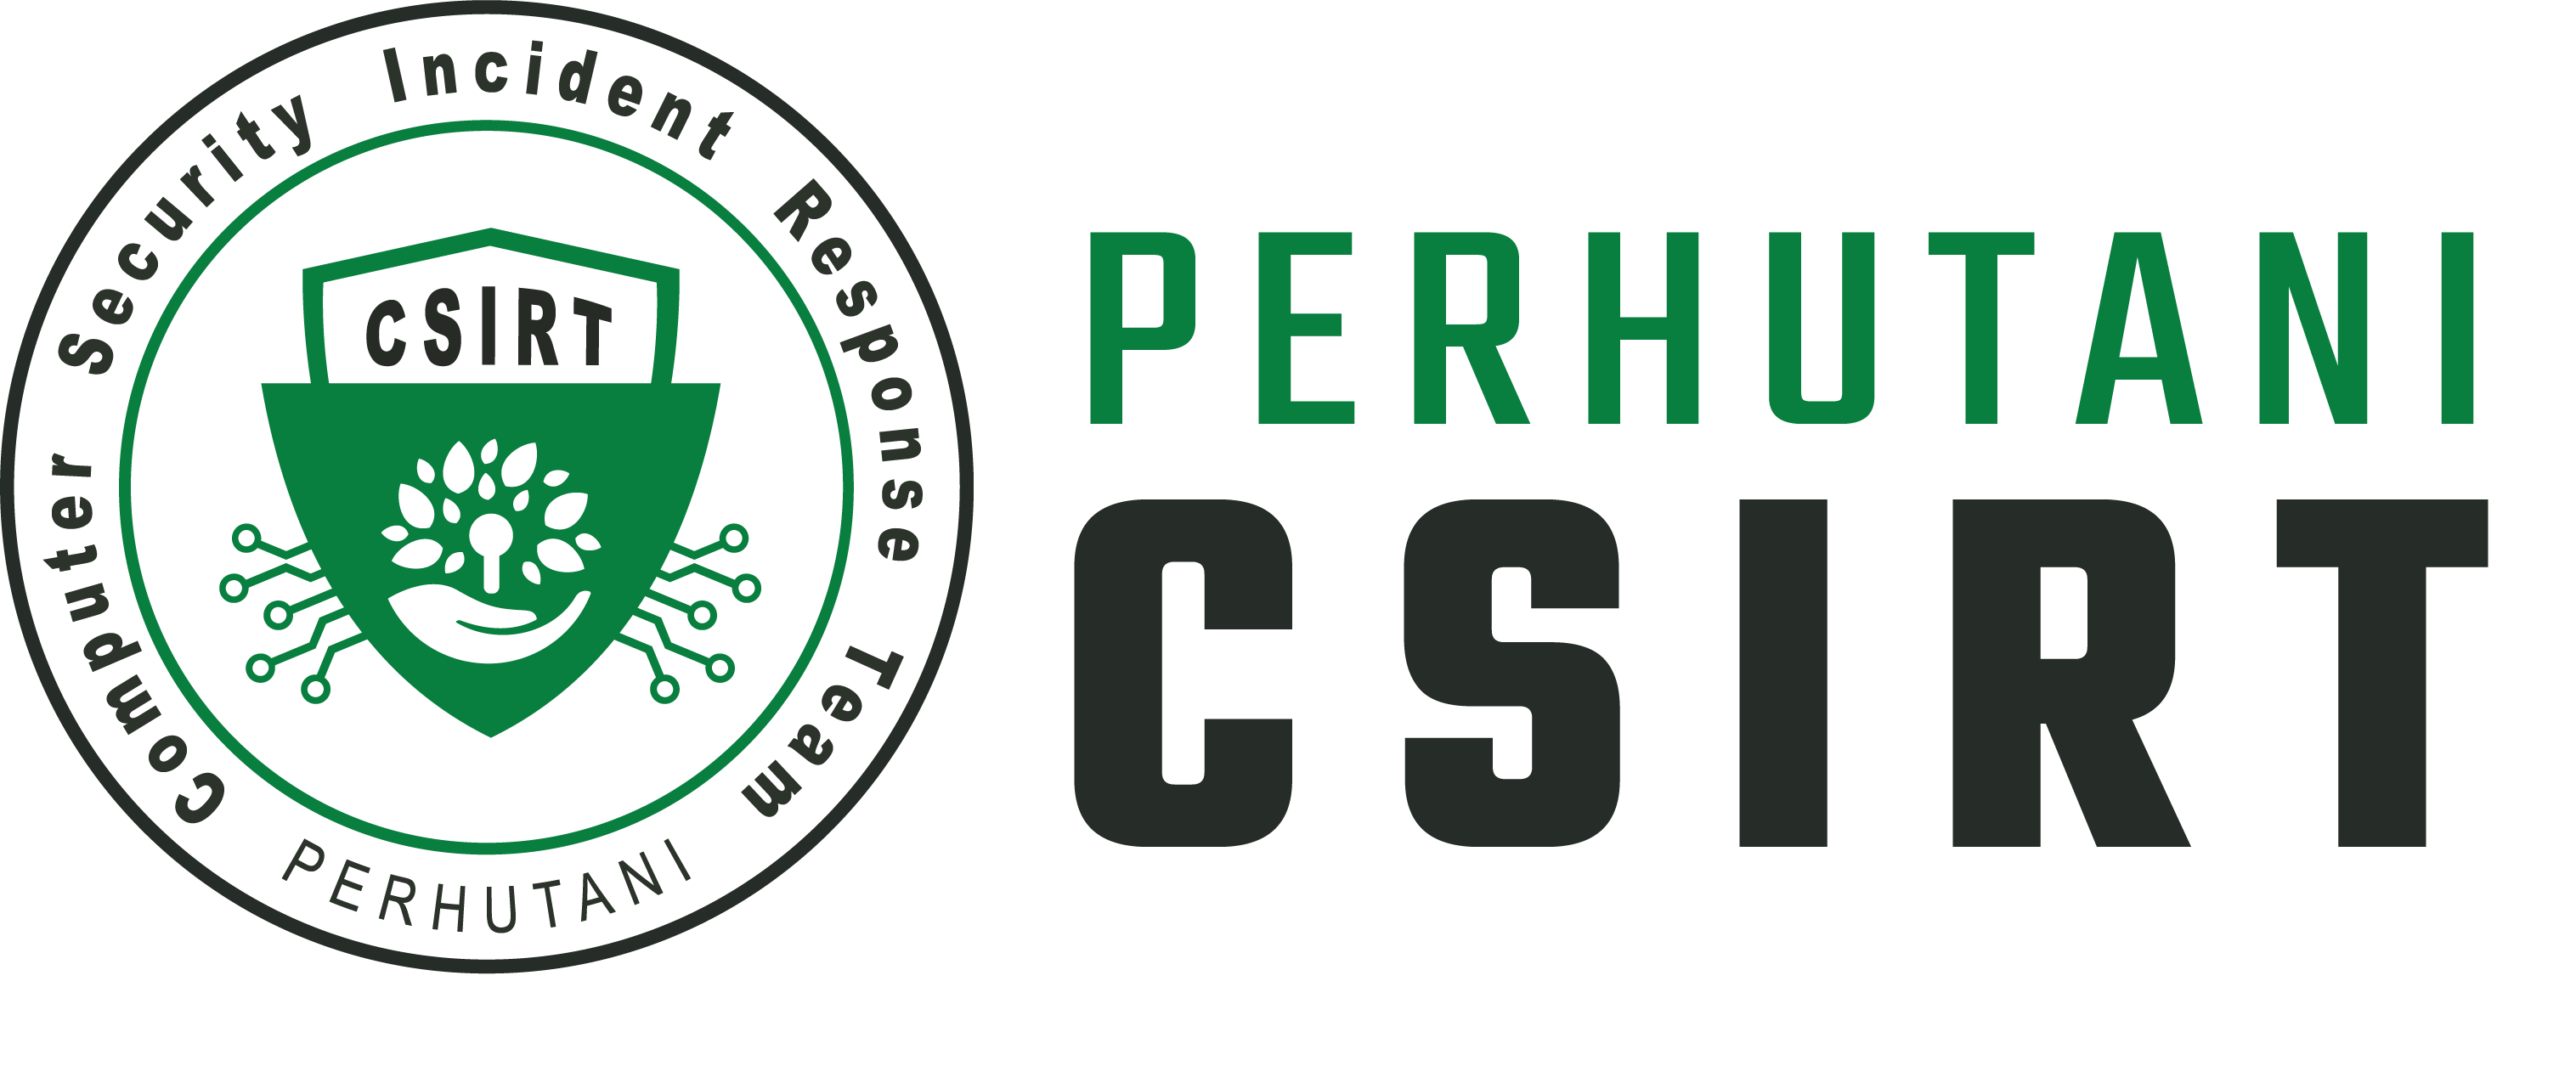 Computer Security Incident Response Team
CSIRT
PERHUTANI
PERHUTANI
CSIRT